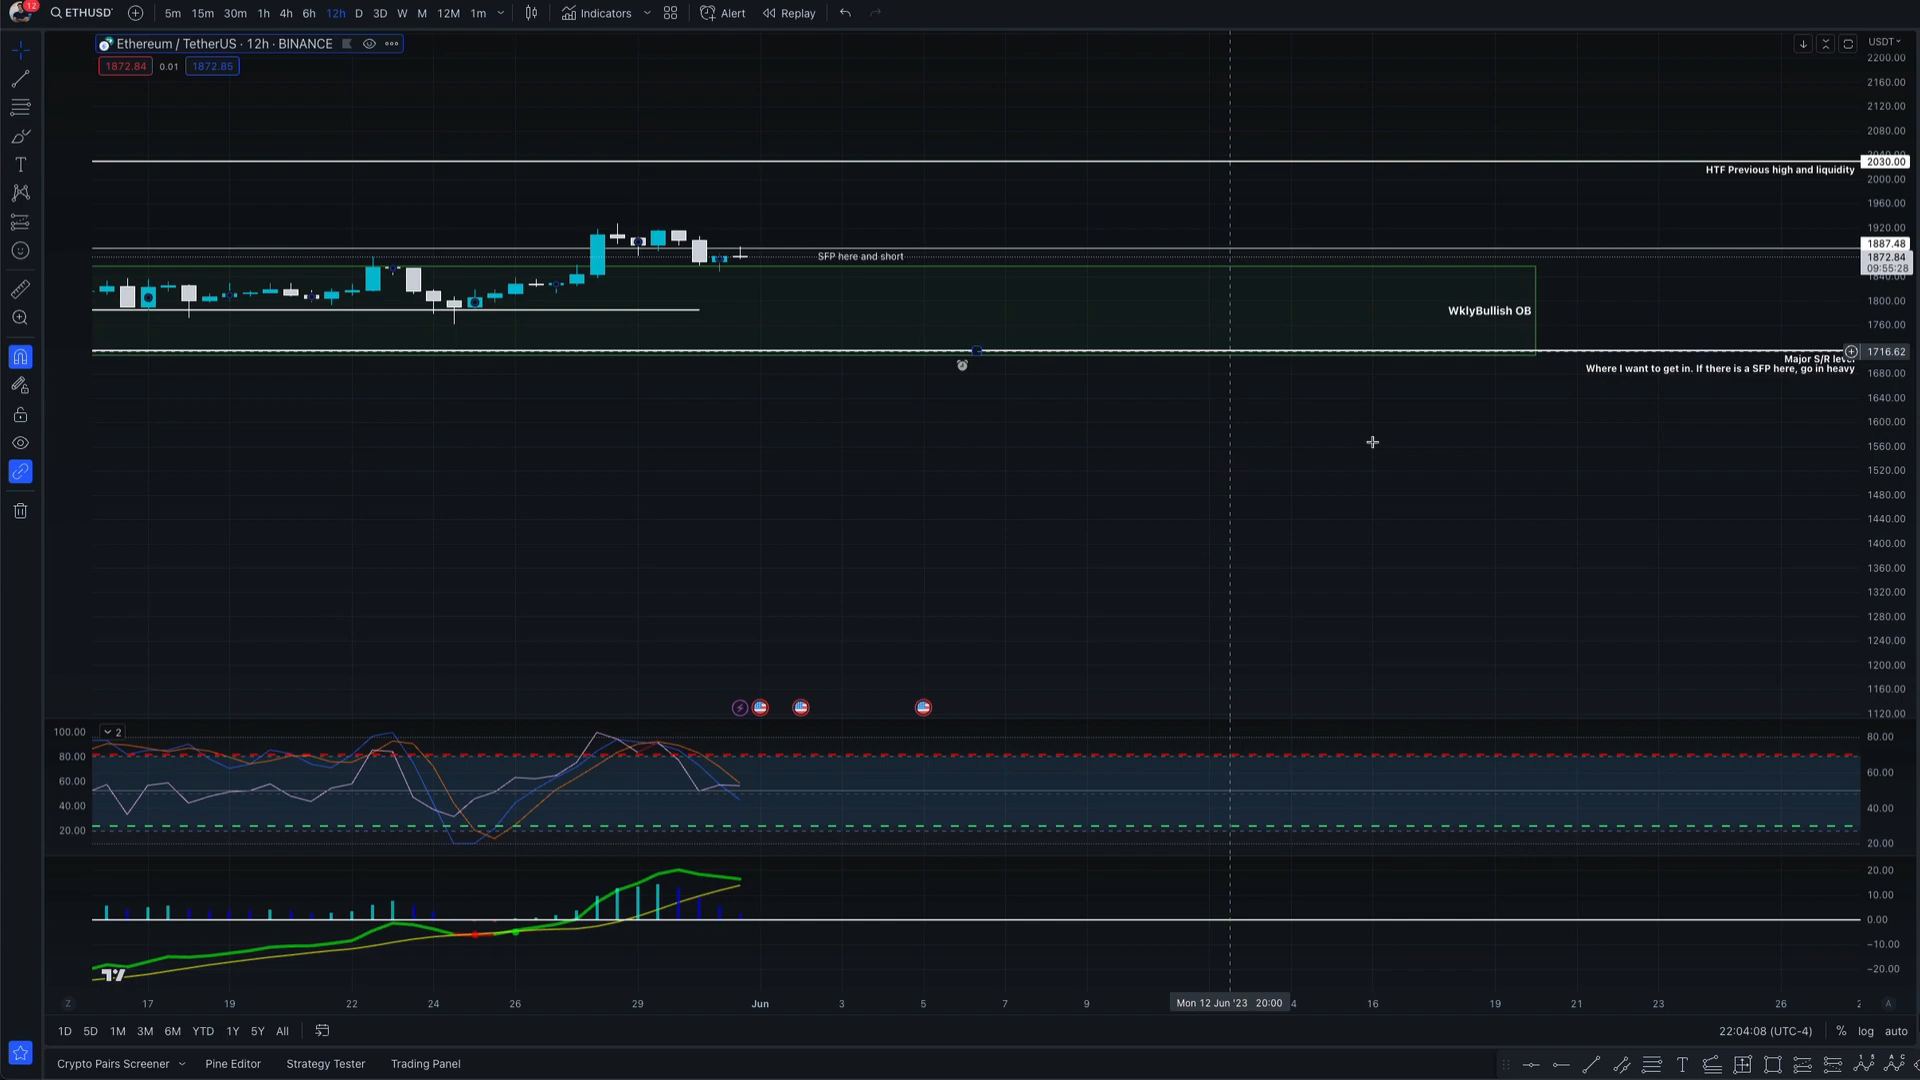 12
ETHUSDT
5m 15m 30m 1h 4h 6h 12h D 3D W M 12M 1m
Indicators
Alert
Replay
Ethereum / TetherUS · 12h · BINANCE
1872.84 0.01 1872.85
USDT
2200.00
2160.00
2120.00
2080.00
2030.00
HTF Previous high and liquidity
2000.00
1960.00
1920.00
1887.48
SFP here and short
1872.84
09:55:28
1840.00
1800.00
WklyBullish OB
1760.00
1716.62
Major S/R level
Where I want to get in. If there is a SFP here, go in heavy
1680.00
1640.00
1600.00
1560.00
1520.00
1480.00
1440.00
1400.00
1360.00
1320.00
1280.00
1240.00
1200.00
1160.00
1120.00
2
100.00
80.00
60.00
40.00
20.00
80.00
60.00
40.00
20.00
20.00
10.00
0.00
−10.00
−20.00
Z 17 19 22 24 26 29 Jun 3 5 7 9 Mon 12 Jun '23 20:00 4 16 19 21 23 26 2 A
1D 5D 1M 3M 6M YTD 1Y 5Y All
22:04:08 (UTC-4) % log auto
Crypto Pairs Screener Pine Editor Strategy Tester Trading Panel